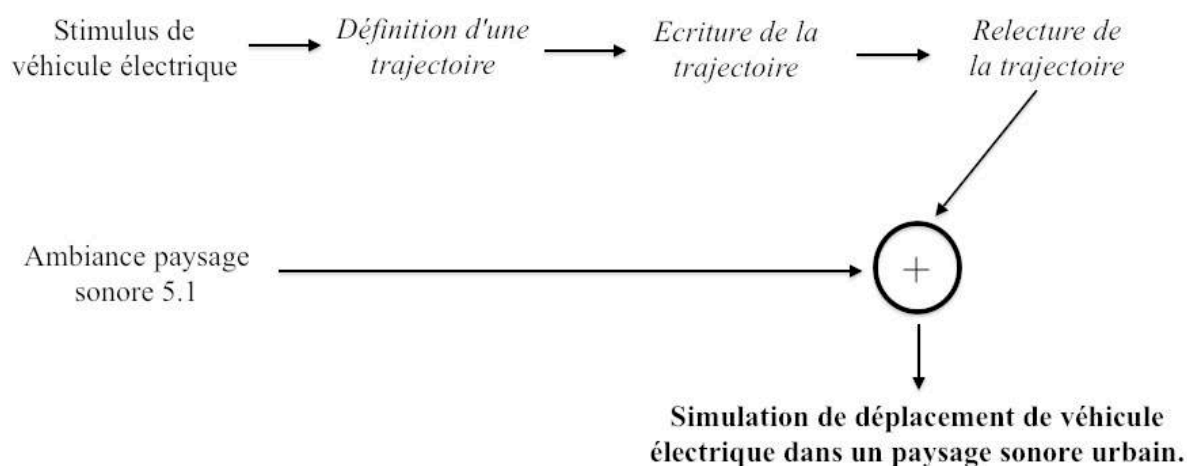 Stimulus de
véhicule électrique
Définition d'une
trajectoire
Ecriture de la
trajectoire
Relecture de
la trajectoire
Ambiance paysage
sonore 5.1
+
Simulation de déplacement de véhicule
électrique dans un paysage sonore urbain.